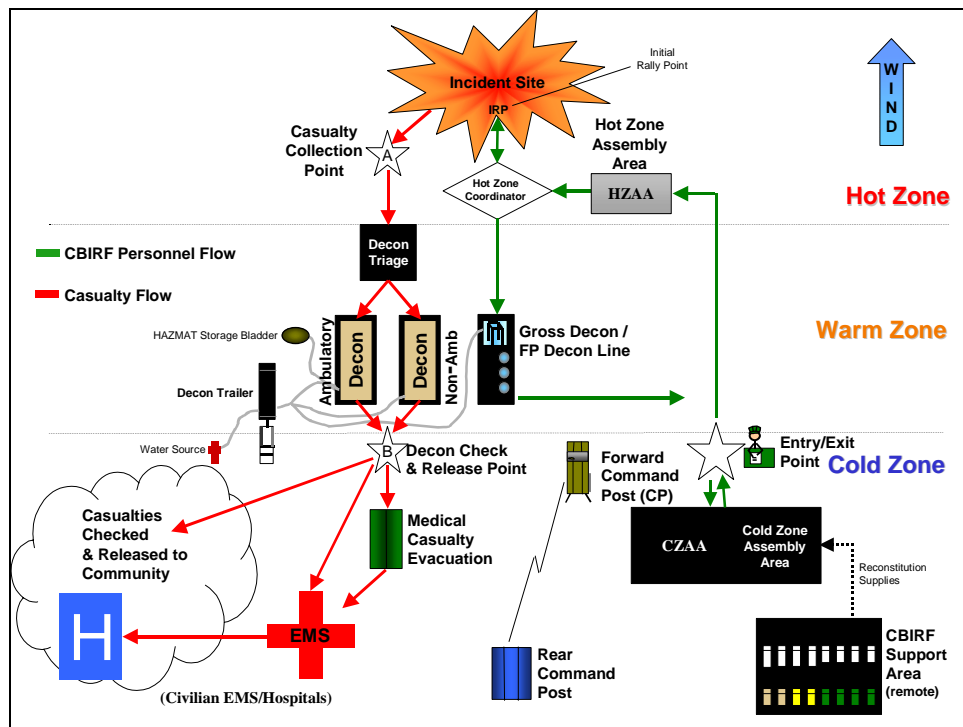 Initial
Rally Point
Incident Site
IRP
WIND
Casualty
Collection
Point
A
Hot Zone
Assembly
Area
Hot Zone
Coordinator
HZAA
Hot Zone
CBIRF Personnel Flow
Casualty Flow
Decon
Triage
HAZMAT Storage Bladder
Ambulatory
Decon
Decon
Non-Amb
Gross Decon /
FP Decon Line
Warm Zone
Decon Trailer
Water Source
B
Decon Check
& Release Point
Forward
Command
Post (CP)
Entry/Exit
Point
Cold Zone
Casualties
Checked
& Released to
Community
Medical
Casualty
Evacuation
CZAA
Cold Zone
Assembly
Area
Reconstitution
Supplies
H
EMS
(Civilian EMS/Hospitals)
Rear
Command
Post
CBIRF
Support
Area
(remote)